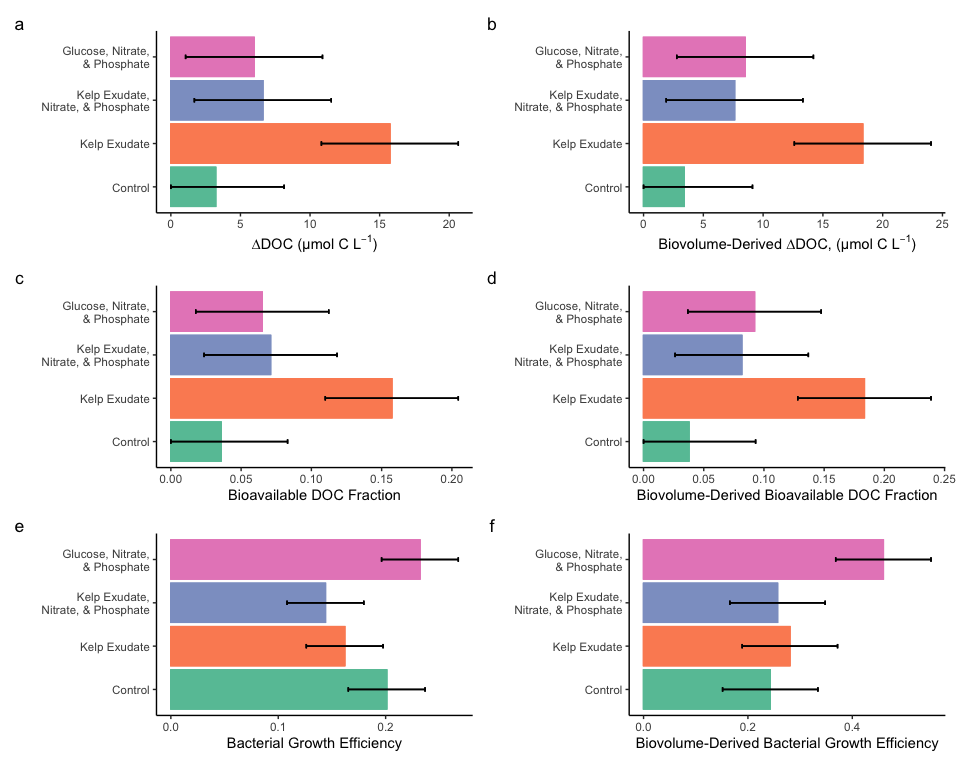 a
Glucose, Nitrate,
& Phosphate
Kelp Exudate,
Nitrate, & Phosphate
Kelp Exudate
Control
0 5 10 15 20
ΔDOC (μmol C L⁻¹)
b
Glucose, Nitrate,
& Phosphate
Kelp Exudate,
Nitrate, & Phosphate
Kelp Exudate
Control
0 5 10 15 20 25
Biovolume-Derived ΔDOC, (μmol C L⁻¹)
c
Glucose, Nitrate,
& Phosphate
Kelp Exudate,
Nitrate, & Phosphate
Kelp Exudate
Control
0.00 0.05 0.10 0.15 0.20
Bioavailable DOC Fraction
d
Glucose, Nitrate,
& Phosphate
Kelp Exudate,
Nitrate, & Phosphate
Kelp Exudate
Control
0.00 0.05 0.10 0.15 0.20 0.25
Biovolume-Derived Bioavailable DOC Fraction
e
Glucose, Nitrate,
& Phosphate
Kelp Exudate,
Nitrate, & Phosphate
Kelp Exudate
Control
0.0 0.1 0.2
Bacterial Growth Efficiency
f
Glucose, Nitrate,
& Phosphate
Kelp Exudate,
Nitrate, & Phosphate
Kelp Exudate
Control
0.0 0.2 0.4
Biovolume-Derived Bacterial Growth Efficiency